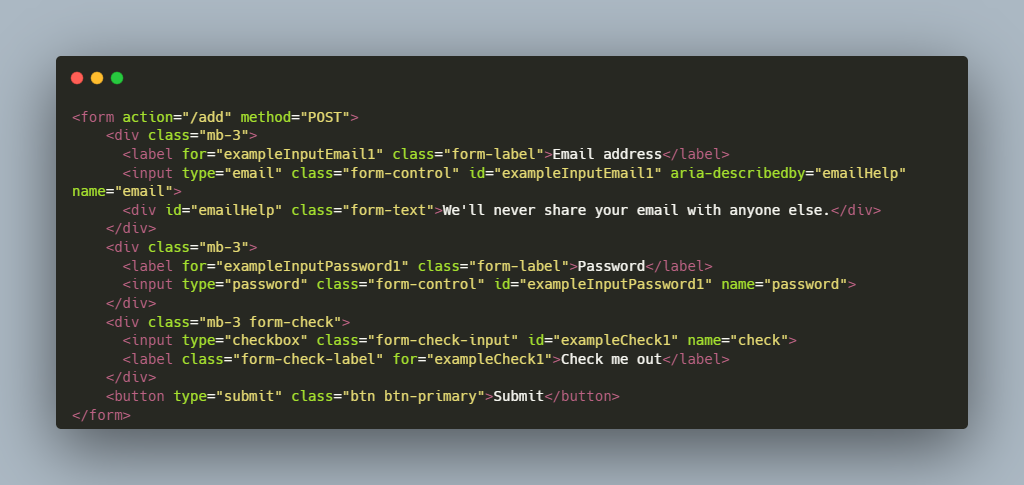 <form action="/add" method="POST">
    <div class="mb-3">
      <label for="exampleInputEmail1" class="form-label">Email address</label>
      <input type="email" class="form-control" id="exampleInputEmail1" aria-describedby="emailHelp"
name="email">
      <div id="emailHelp" class="form-text">We'll never share your email with anyone else.</div>
    </div>
    <div class="mb-3">
      <label for="exampleInputPassword1" class="form-label">Password</label>
      <input type="password" class="form-control" id="exampleInputPassword1" name="password">
    </div>
    <div class="mb-3 form-check">
      <input type="checkbox" class="form-check-input" id="exampleCheck1" name="check">
      <label class="form-check-label" for="exampleCheck1">Check me out</label>
    </div>
    <button type="submit" class="btn btn-primary">Submit</button>
</form>